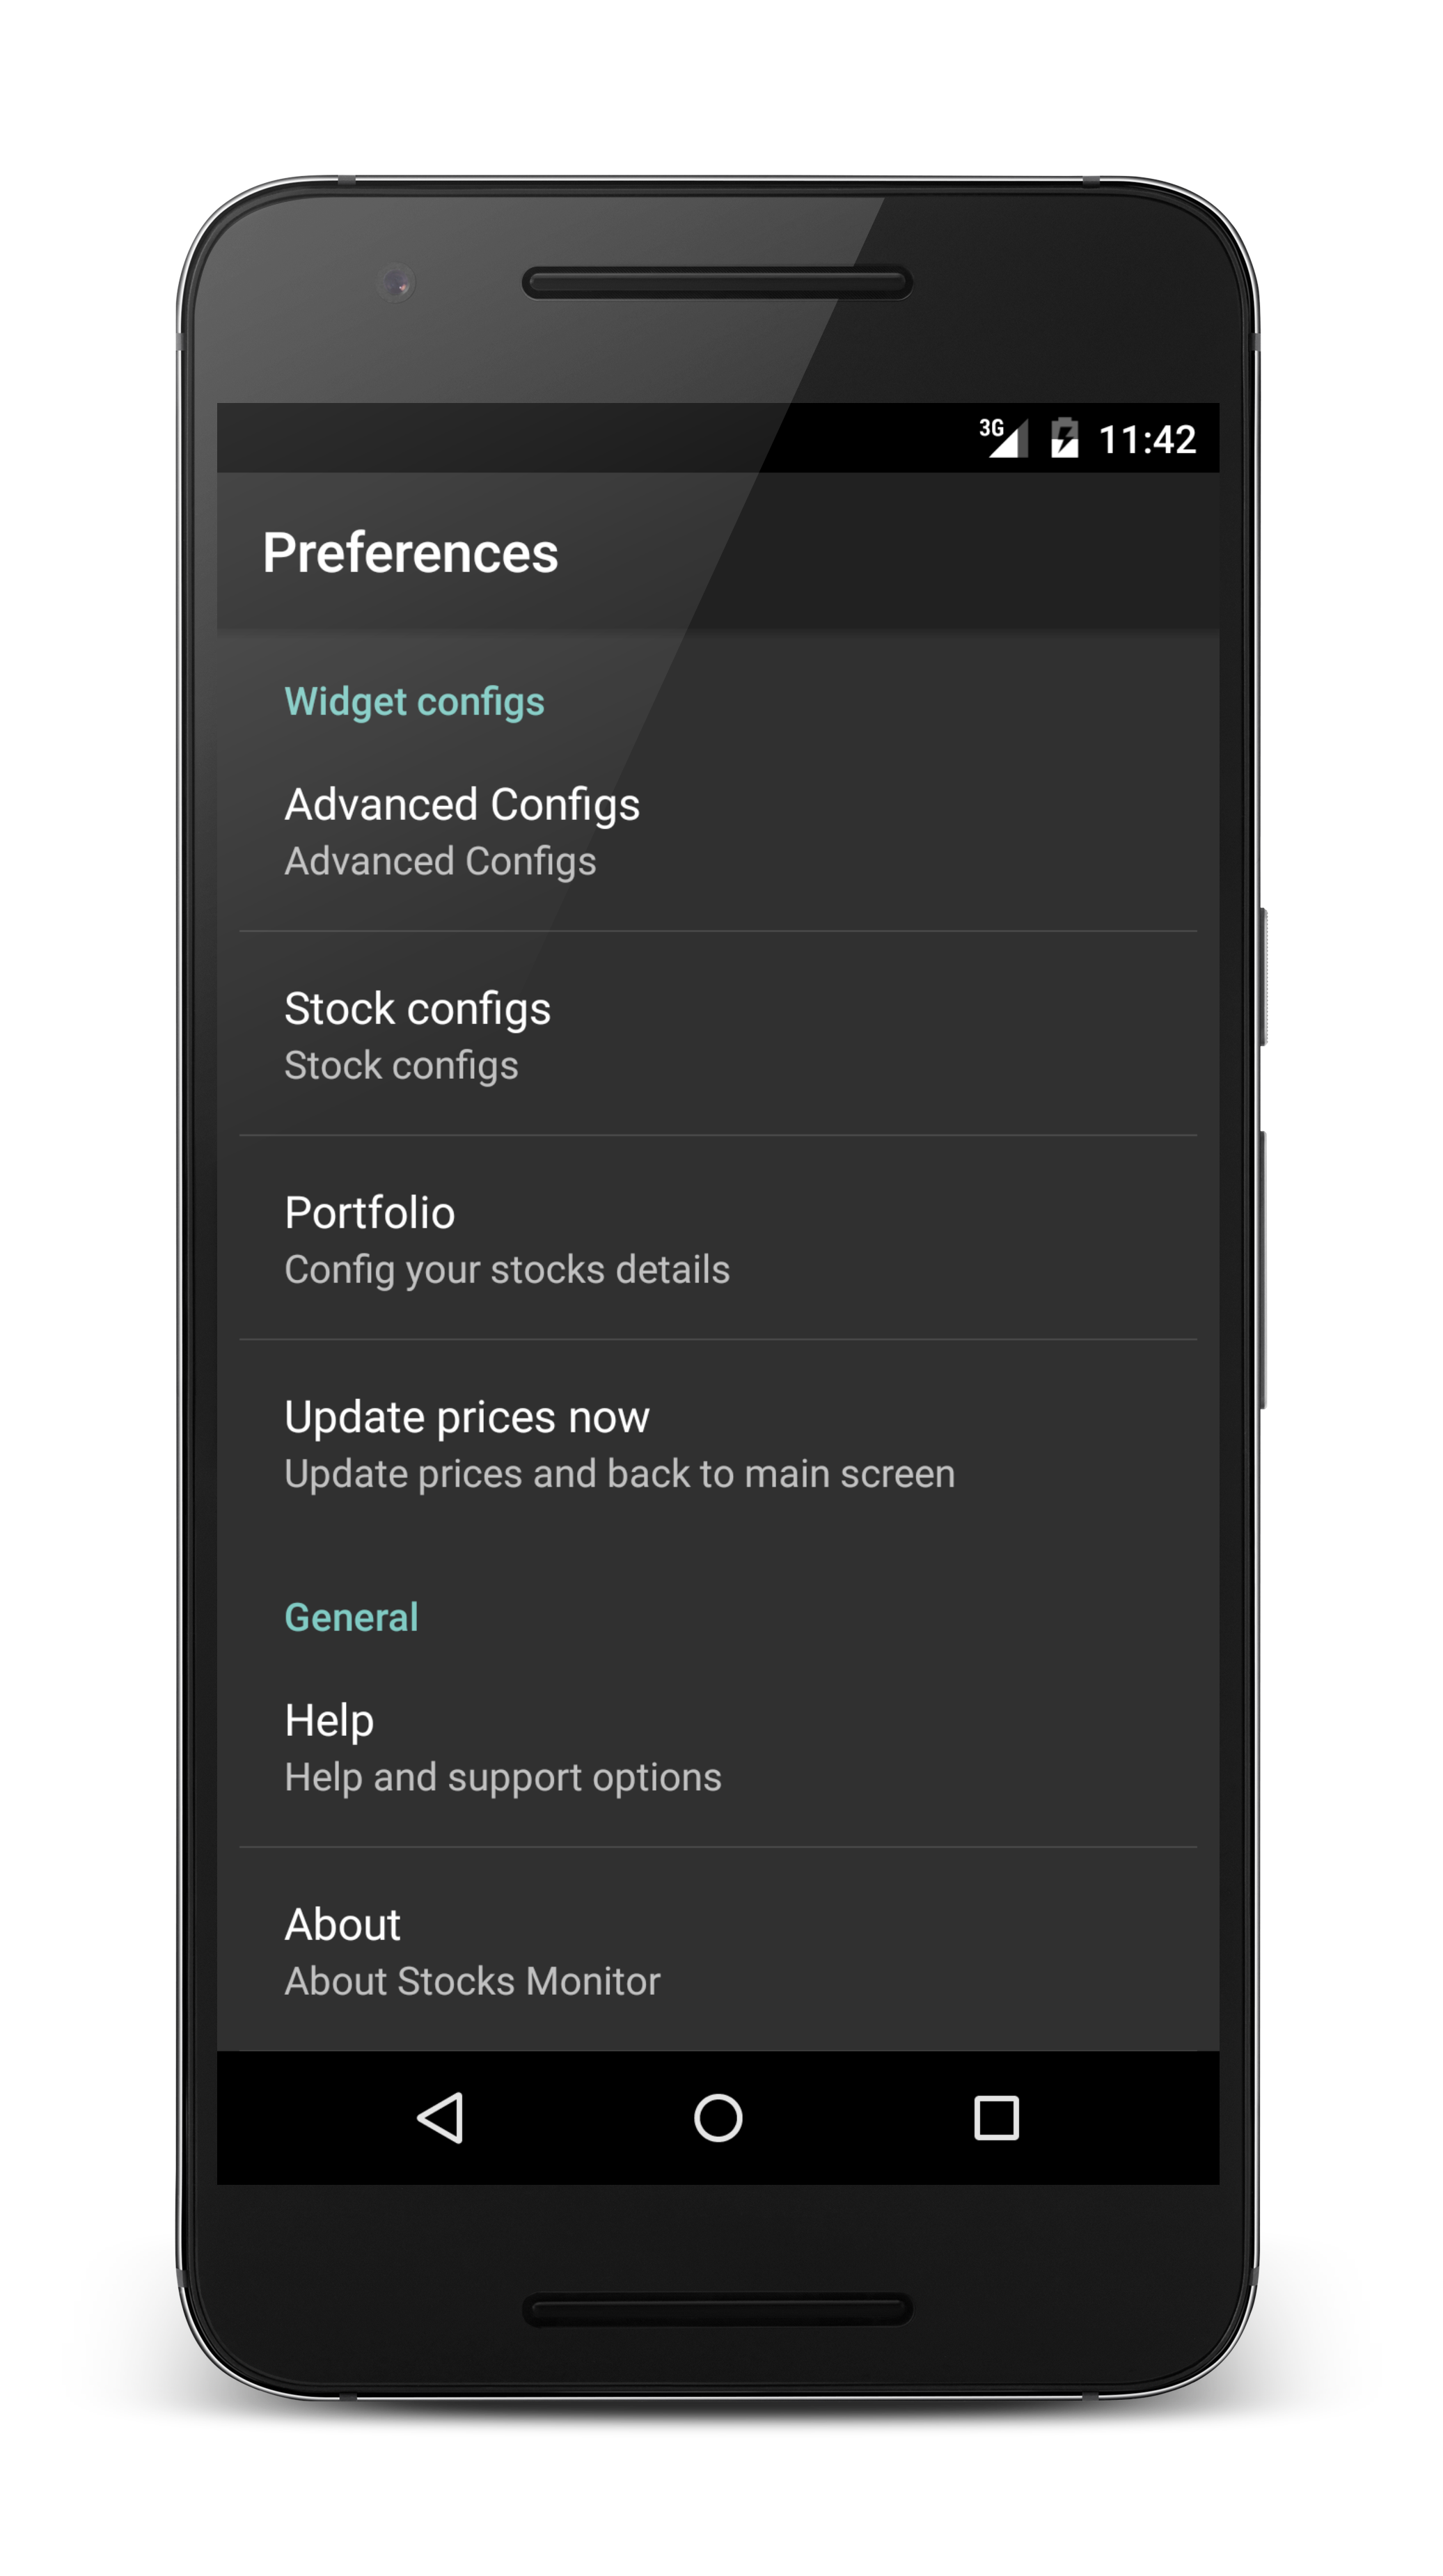 3G 11:42
Preferences
Widget configs
Advanced Configs
Advanced Configs
Stock configs
Stock configs
Portfolio
Config your stocks details
Update prices now
Update prices and back to main screen
General
Help
Help and support options
About
About Stocks Monitor